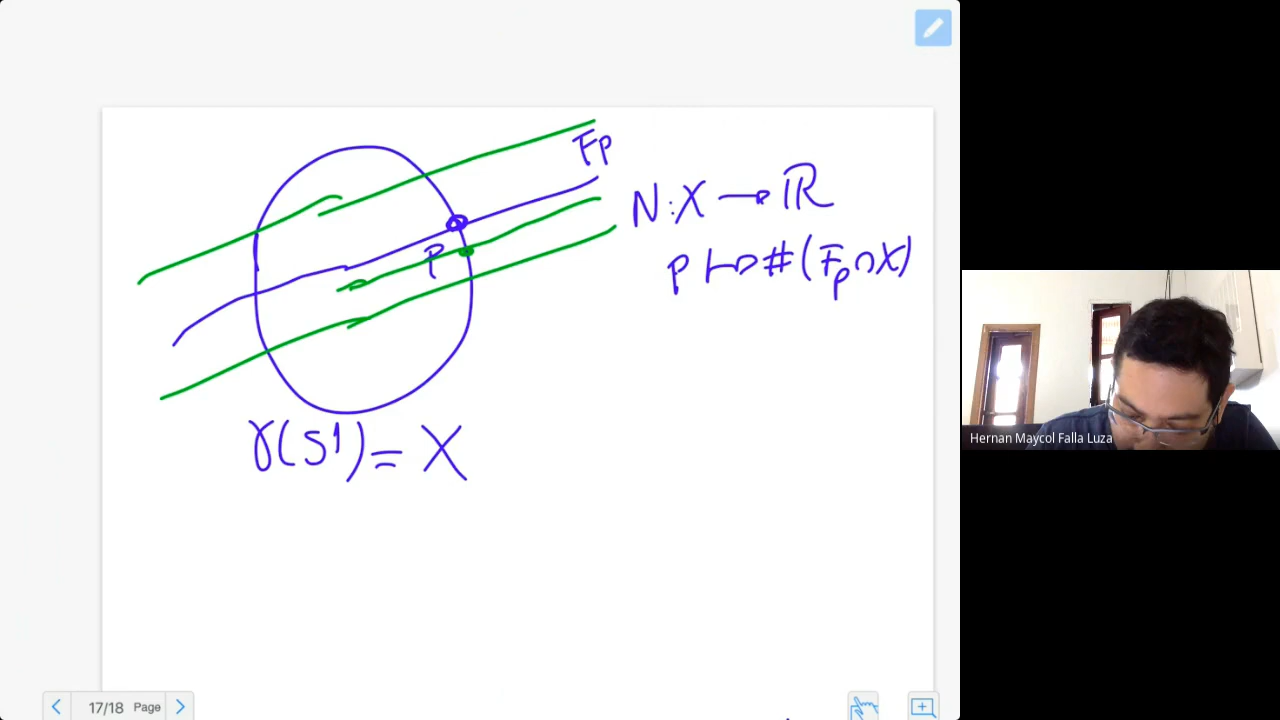 Fp
N: X → ℝ
p ↦ #(Fp ∩ X)
P
γ(S¹) = X
Hernan Maycol Falla Luza
17/18 Page